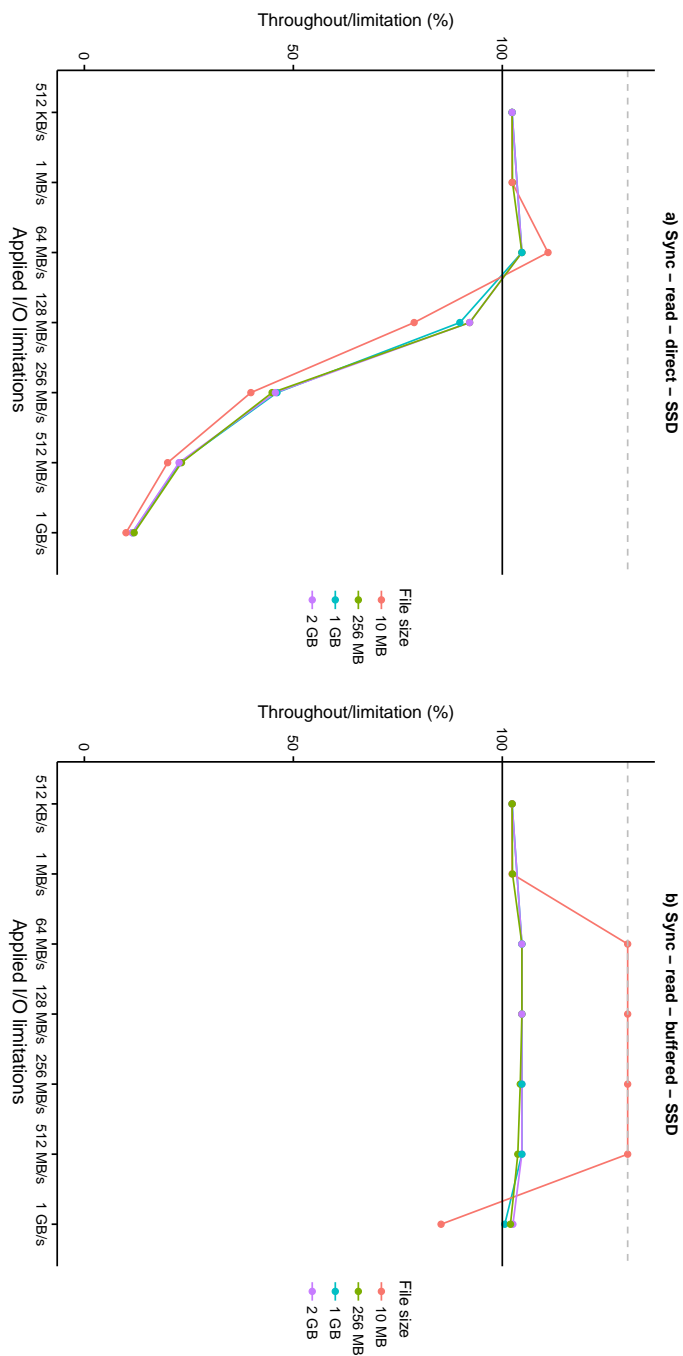 a) Sync – read – direct – SSD
Throughout/limitation (%)
100
50
0
512 KB/s
1 MB/s
64 MB/s
128 MB/s
256 MB/s
512 MB/s
1 GB/s
Applied I/O limitations
File size
10 MB
256 MB
1 GB
2 GB
b) Sync – read – buffered – SSD
Throughout/limitation (%)
100
50
0
512 KB/s
1 MB/s
64 MB/s
128 MB/s
256 MB/s
512 MB/s
1 GB/s
Applied I/O limitations
File size
10 MB
256 MB
1 GB
2 GB